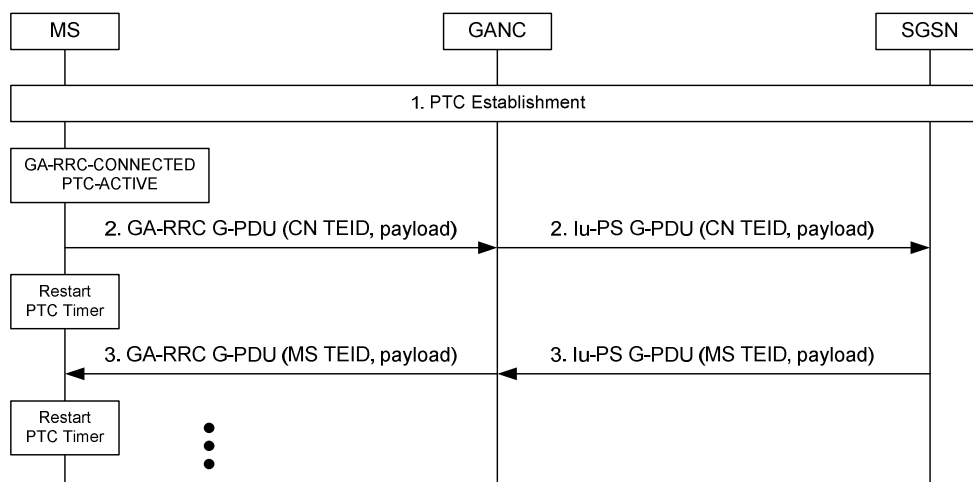 MS
GANC
SGSN
1. PTC Establishment
GA-RRC-CONNECTED
PTC-ACTIVE
2. GA-RRC G-PDU (CN TEID, payload)
2. Iu-PS G-PDU (CN TEID, payload)
Restart
PTC Timer
3. GA-RRC G-PDU (MS TEID, payload)
3. Iu-PS G-PDU (MS TEID, payload)
Restart
PTC Timer